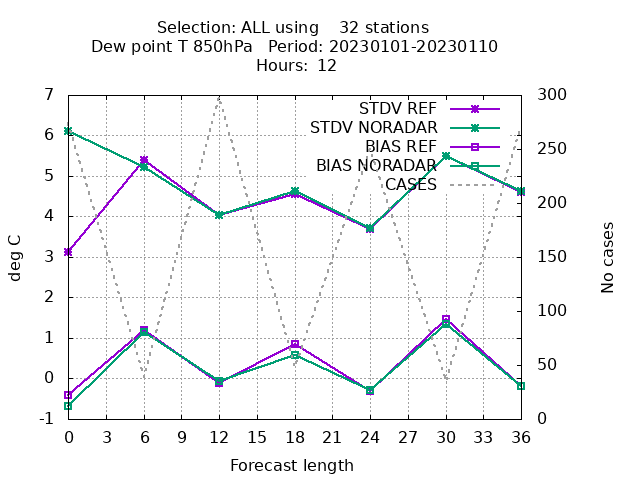 Selection: ALL using    32 stations
Dew point T 850hPa   Period: 20230101-20230110
Hours: 12
STDV REF
STDV NORADAR
BIAS REF
BIAS NORADAR
CASES
7
6
5
4
3
2
1
0
-1
deg C
300
250
200
150
100
50
0
No cases
0 3 6 9 12 15 18 21 24 27 30 33 36
Forecast length